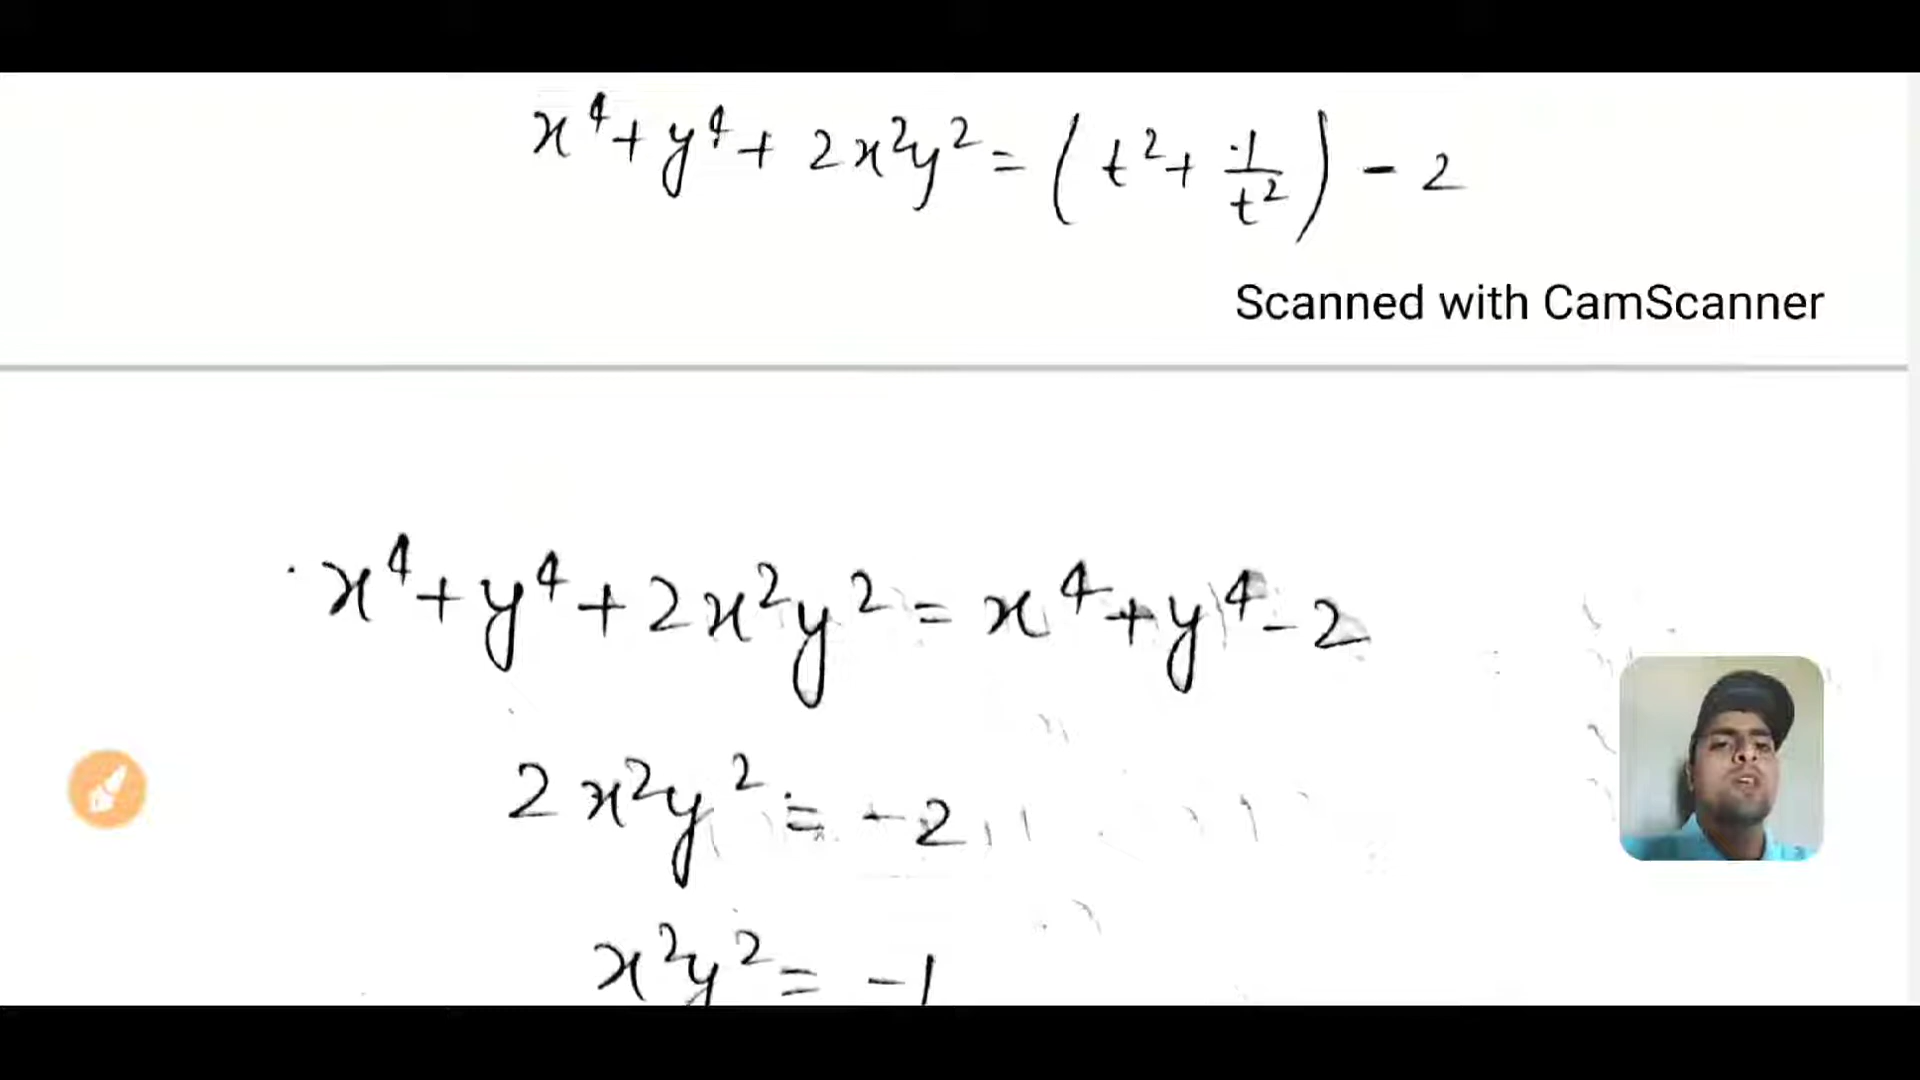 x⁴ + y⁴ + 2x²y² = (t² + 1/t²) - 2
Scanned with CamScanner
x⁴ + y⁴ + 2x²y² = x⁴ + y⁴ - 2
2x²y² = -2
x²y² = -1